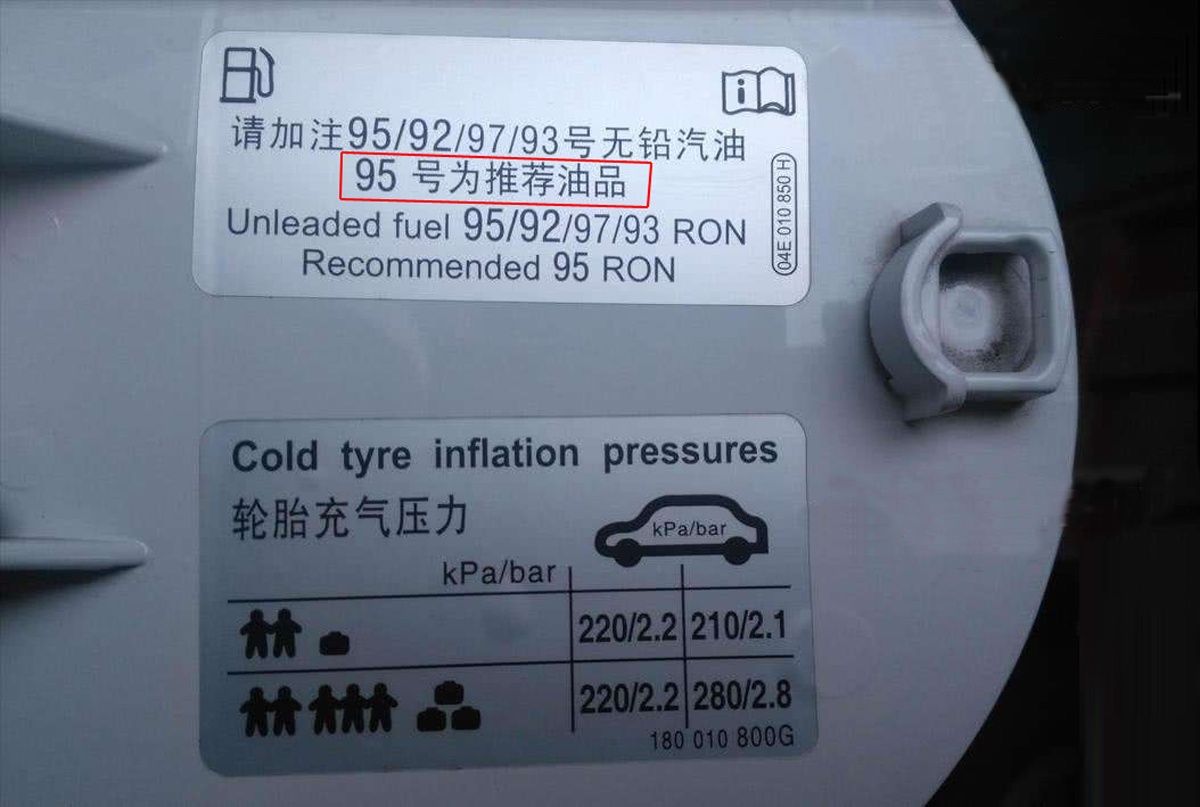 i
请加注95/92/97/93号无铅汽油
95 号为推荐油品
Unleaded fuel 95/92/97/93 RON
Recommended 95 RON
04E 010 850 H
Cold tyre inflation pressures
轮胎充气压力
kPa/bar
kPa/bar
220/2.2 210/2.1
220/2.2 280/2.8
180 010 800G